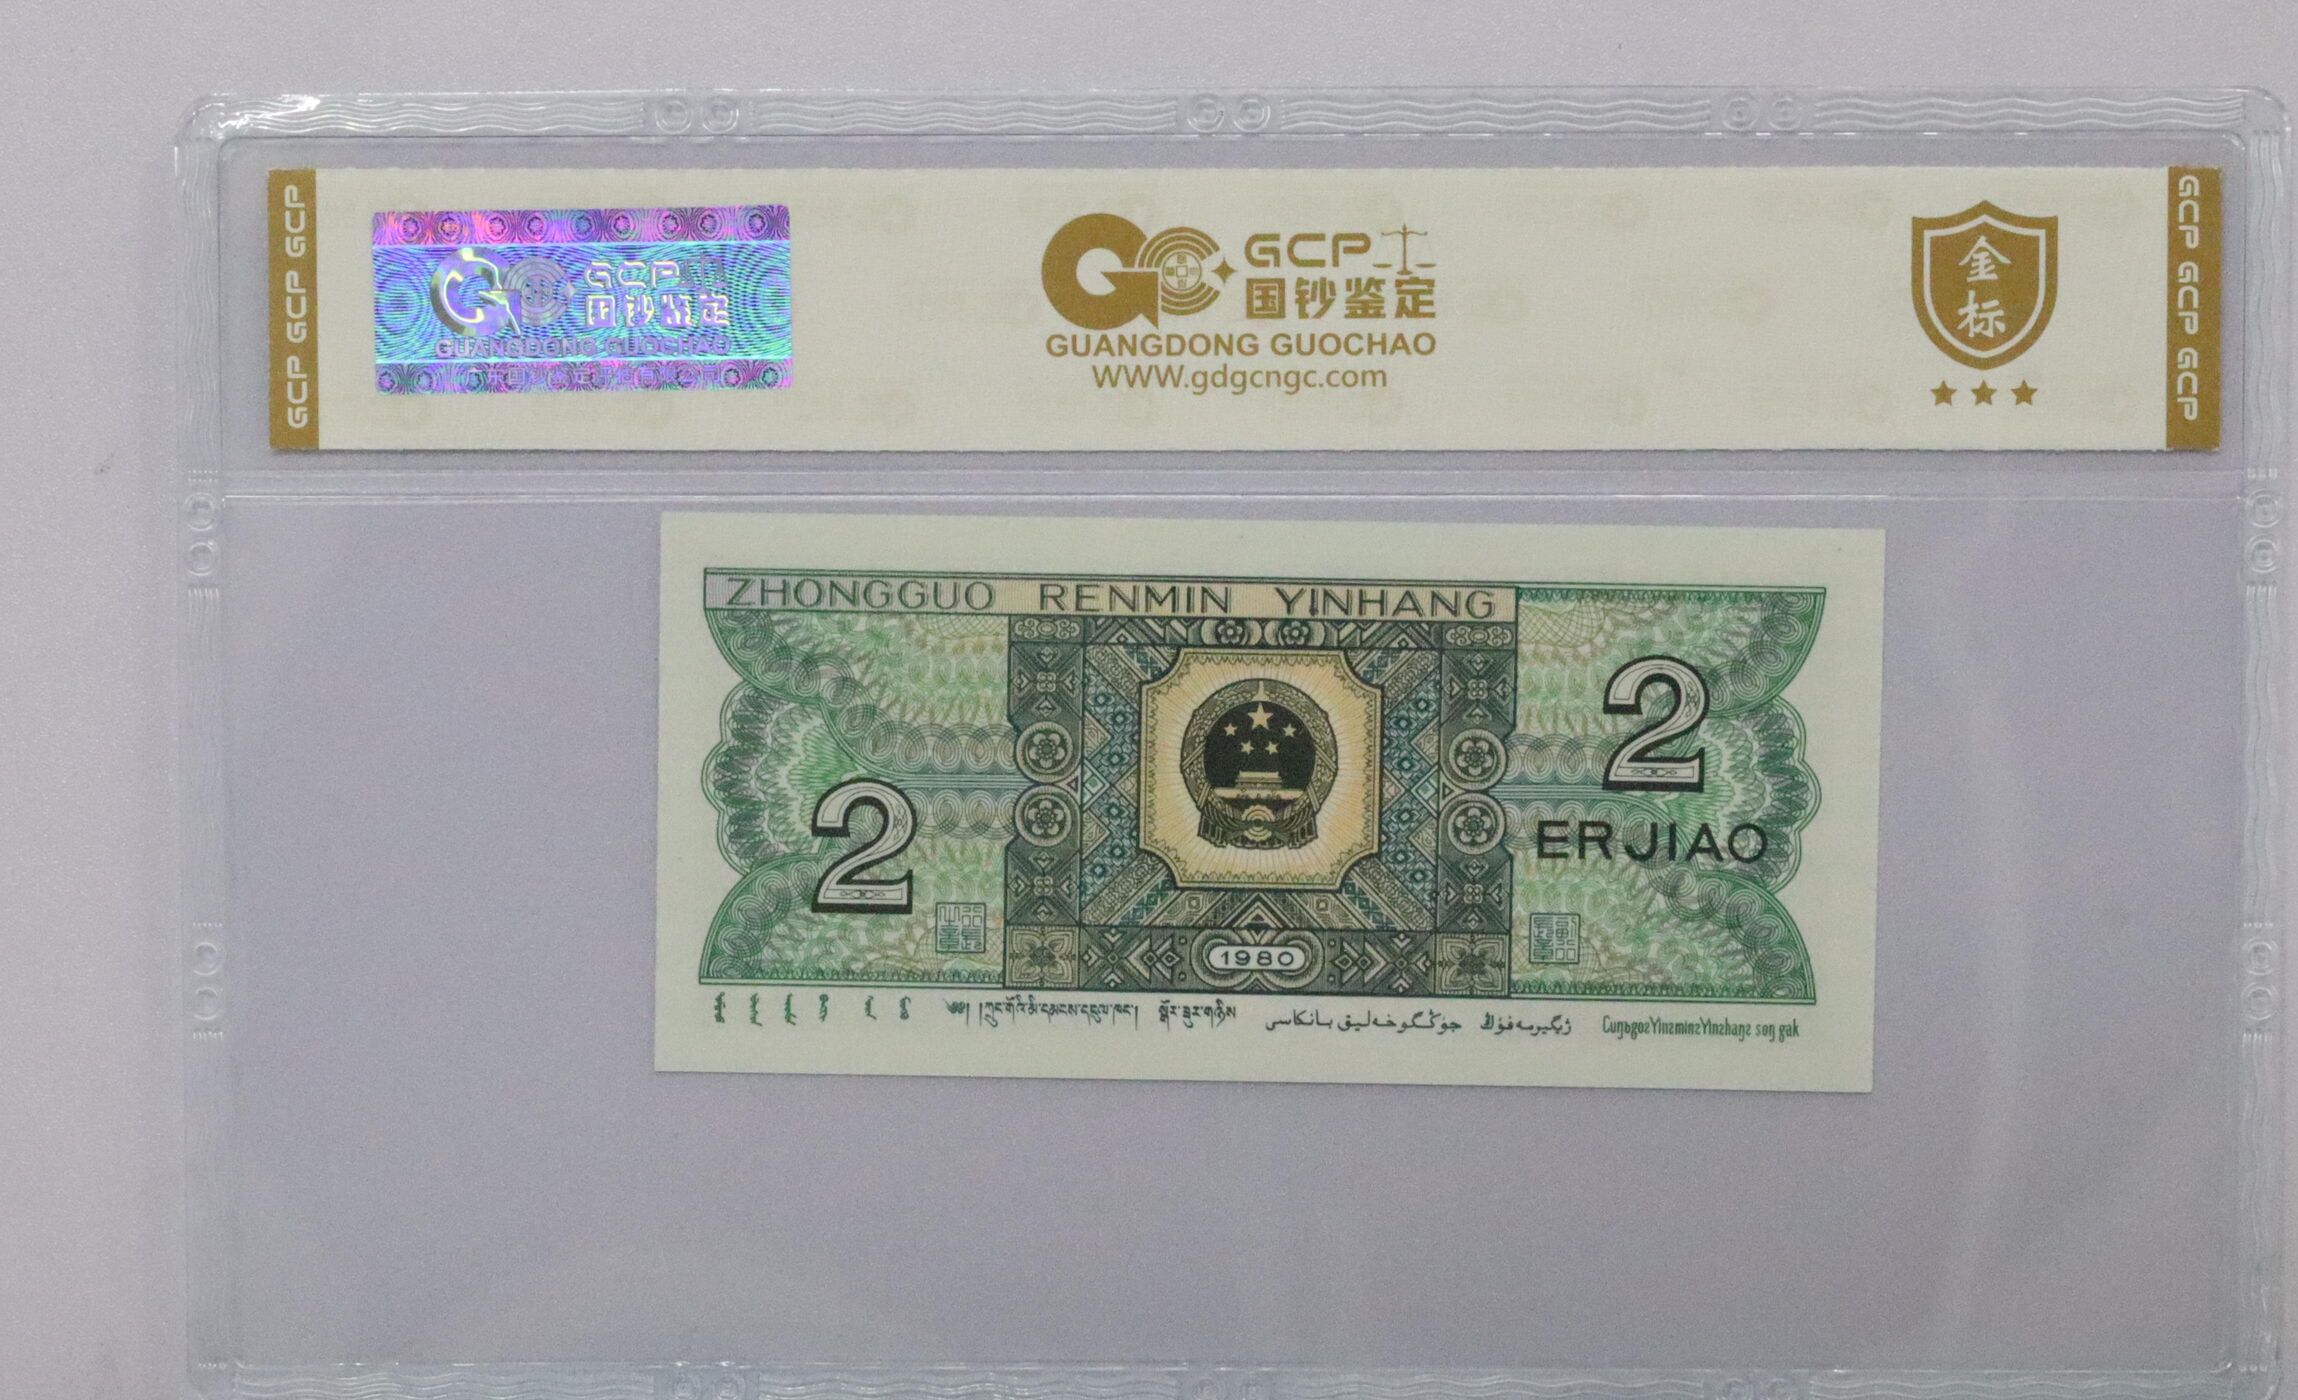 GCP GCP GCP
GCP
国钞鉴定
GUANGDONG GUOCHAO
GCP
国钞鉴定
GUANGDONG GUOCHAO
WWW.gdgcngc.com
金
标
GCP GCP GCP
ZHONGGUO RENMIN YINHANG
2
2
ERJIAO
1980